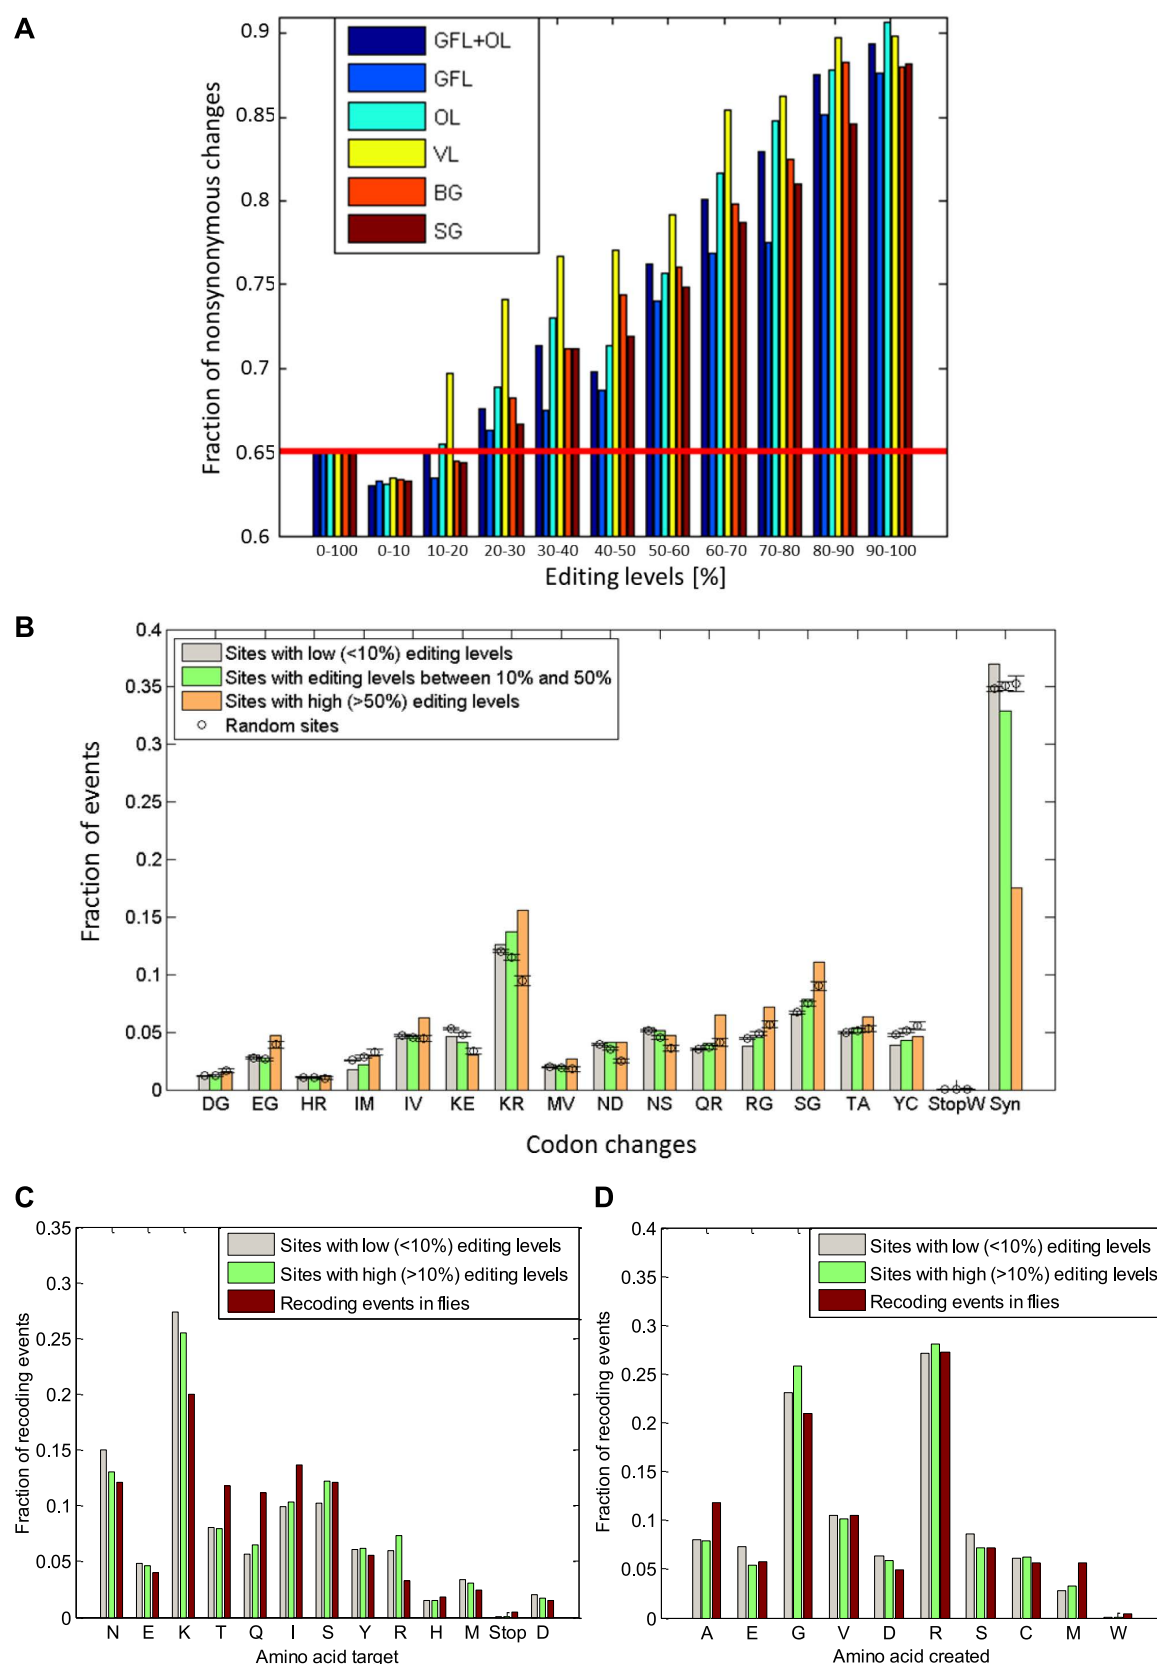 A
Fraction of nonsynonymous changes
0.9
0.85
0.8
0.75
0.7
0.65
0.6
GFL+OL
GFL
OL
VL
BG
SG
0-100 0-10 10-20 20-30 30-40 40-50 50-60 60-70 70-80 80-90 90-100
Editing levels [%]
B
Fraction of events
0.4
0.35
0.3
0.25
0.2
0.15
0.1
0.05
0
Sites with low (<10%) editing levels
Sites with editing levels between 10% and 50%
Sites with high (>50%) editing levels
Random sites
DG EG HR IM IV KE KR MV ND NS QR RG SG TA YC StopW Syn
Codon changes
C
Fraction of recoding events
0.35
0.3
0.25
0.2
0.15
0.1
0.05
0
Sites with low (<10%) editing levels
Sites with high (>10%) editing levels
Recoding events in flies
N E K T Q I S Y R H M Stop D
Amino acid target
D
Fraction of recoding events
0.4
0.35
0.3
0.25
0.2
0.15
0.1
0.05
0
Sites with low (<10%) editing levels
Sites with high (>10%) editing levels
Recoding events in flies
A E G V D R S C M W
Amino acid created